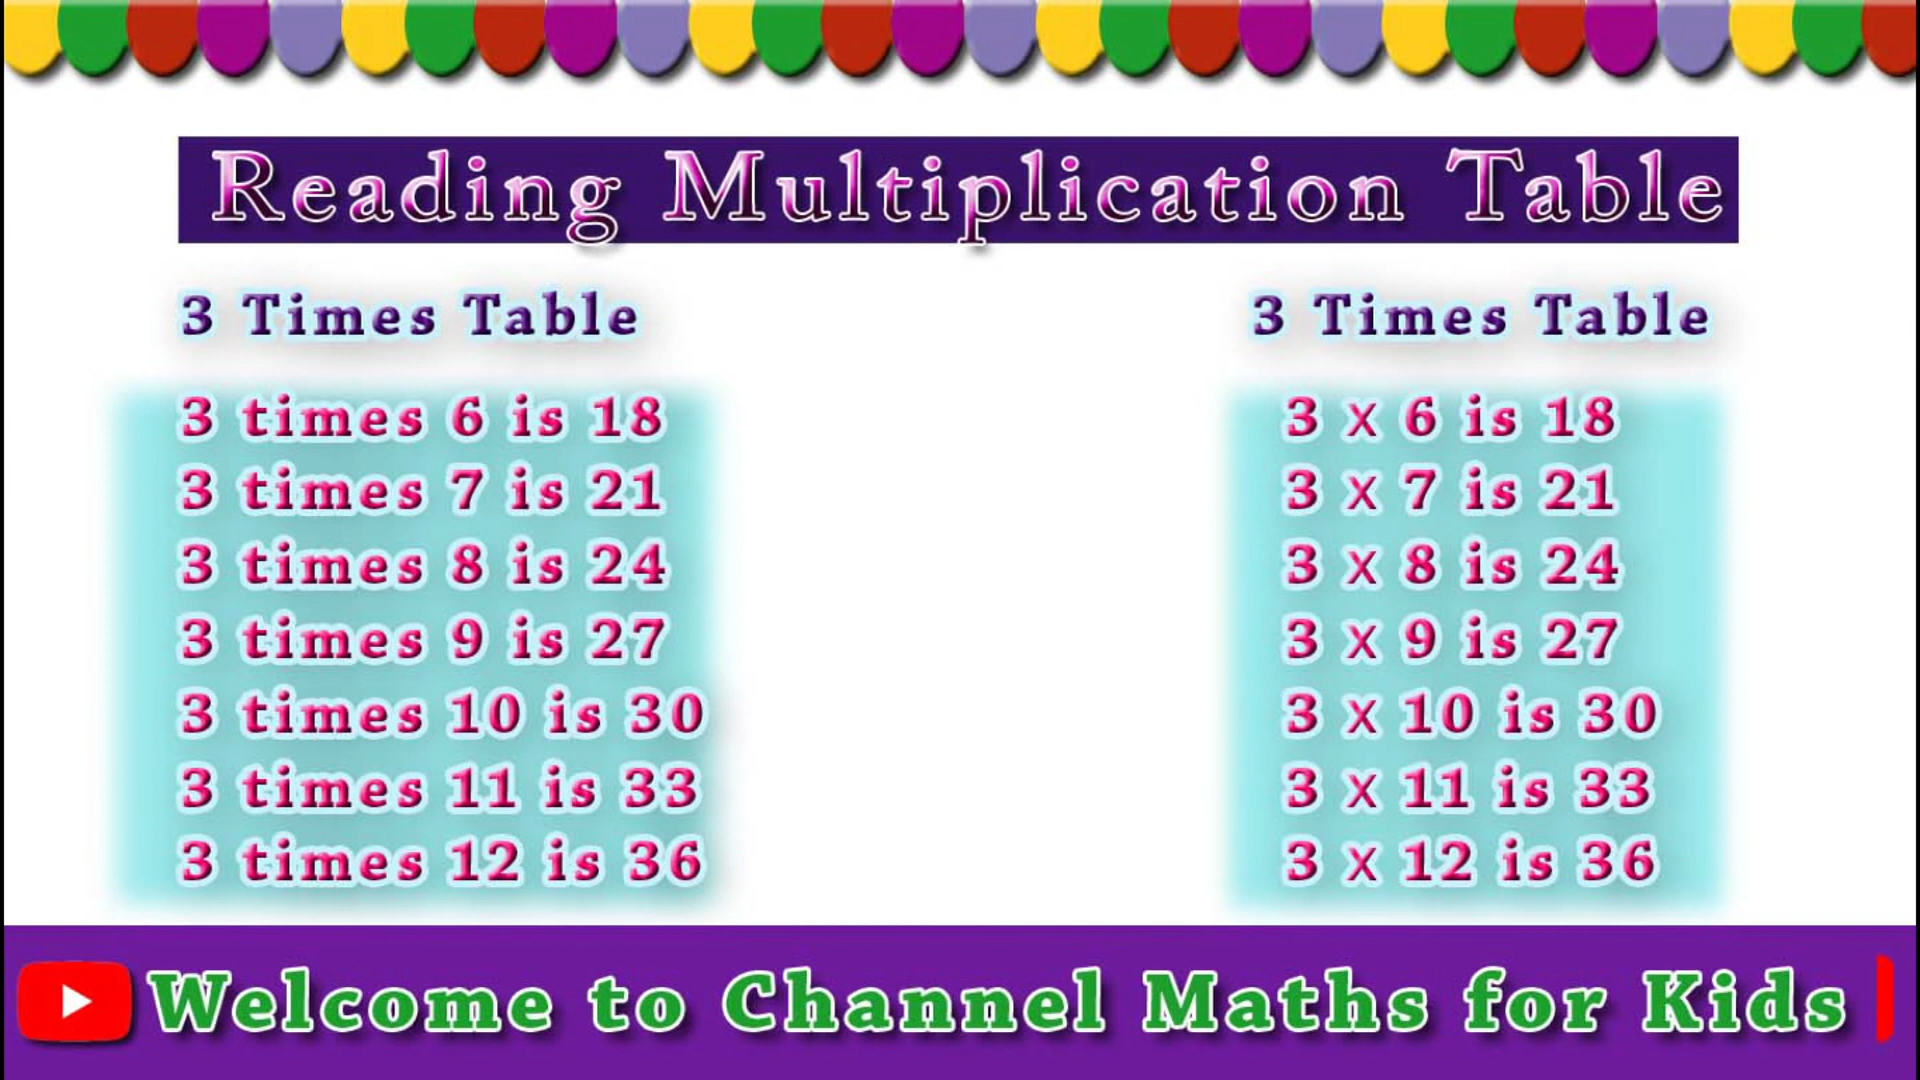 Reading Multiplication Table
3 Times Table
3 times 6 is 18
3 times 7 is 21
3 times 8 is 24
3 times 9 is 27
3 times 10 is 30
3 times 11 is 33
3 times 12 is 36
3 Times Table
3 x 6 is 18
3 x 7 is 21
3 x 8 is 24
3 x 9 is 27
3 x 10 is 30
3 x 11 is 33
3 x 12 is 36
Welcome to Channel Maths for Kids